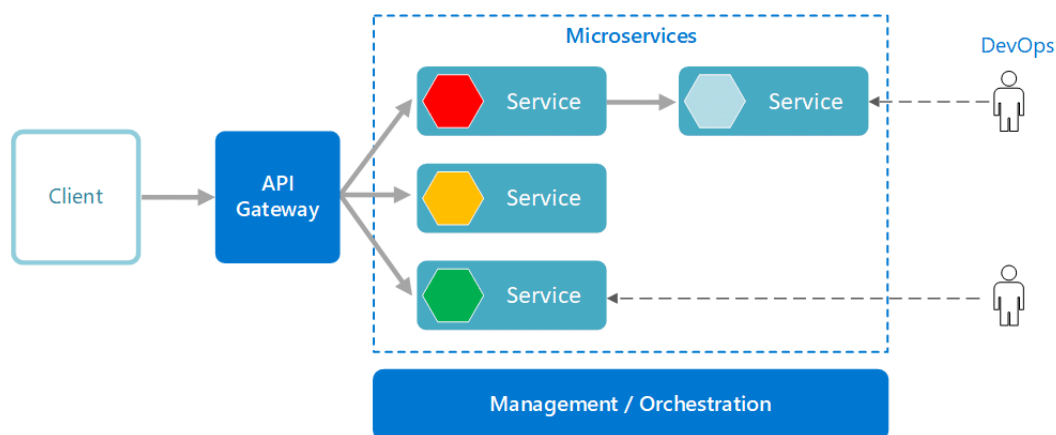 Microservices
DevOps
Service
Service
Client
API
Gateway
Service
Service
Management / Orchestration